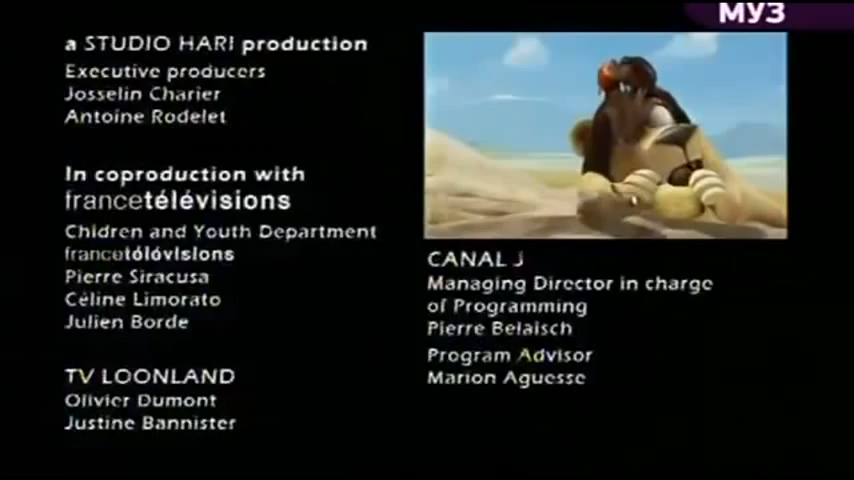 МУЗ
a STUDIO HARI production
Executive producers
Josselin Charier
Antoine Rodelet
In coproduction with
francetélévisions
Chidren and Youth Department
francetólóvisions
Pierre Siracusa
Céline Limorato
Julien Borde
TV LOONLAND
Olivier Dumont
Justine Bannister
CANAL J
Managing Director in charge
of Programming
Pierre Belaisch
Program Advisor
Marion Aguesse